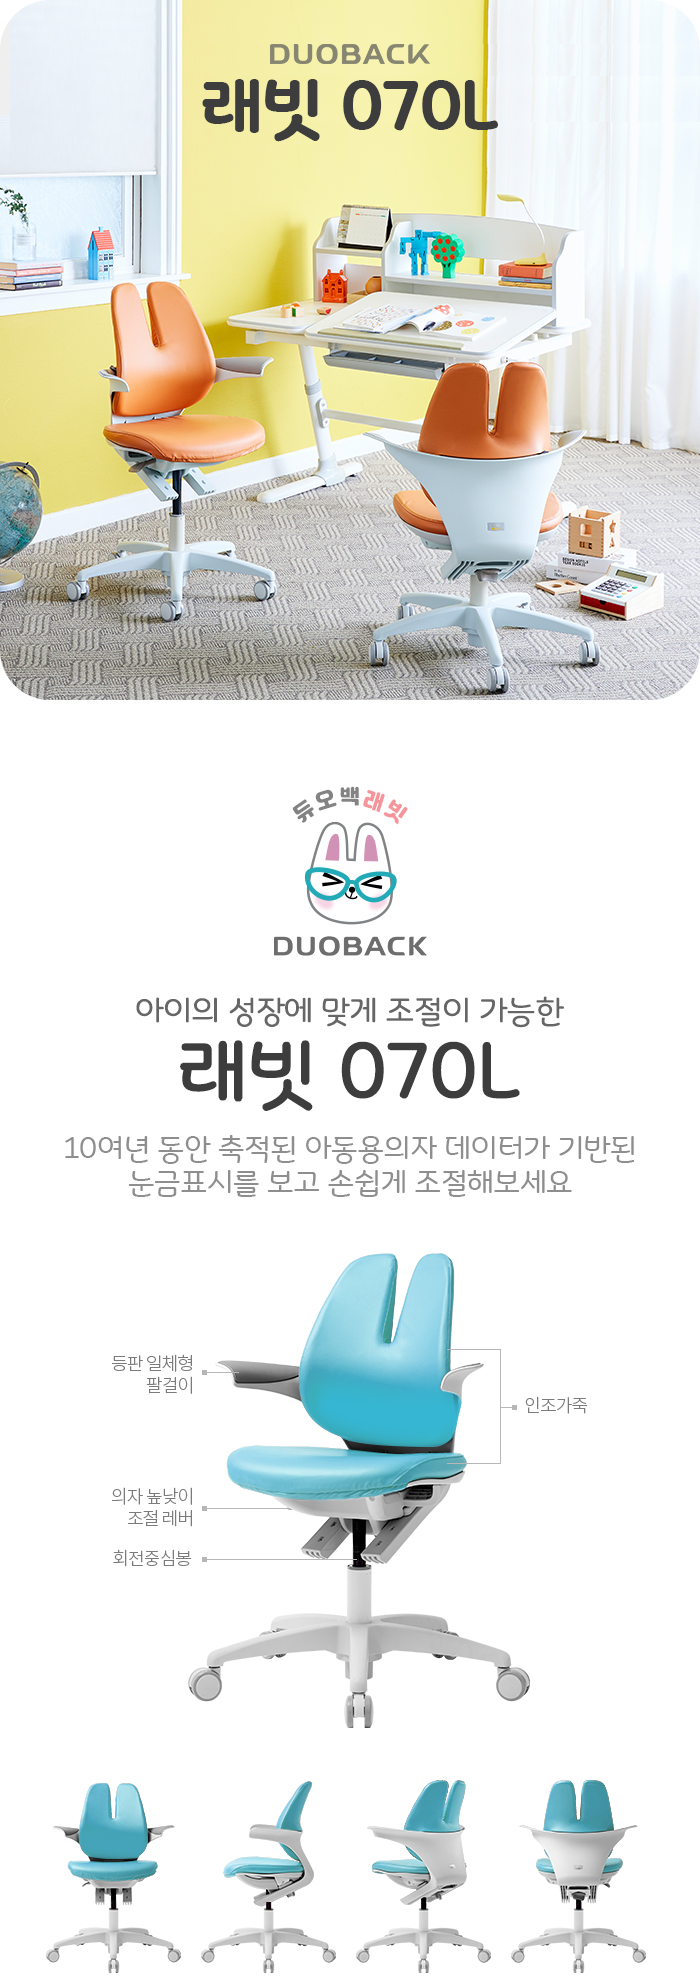 DUOBACK
래빗 070L
듀오백래빗
DUOBACK
아이의 성장에 맞게 조절이 가능한
래빗 070L
10여년 동안 축적된 아동용의자 데이터가 기반된
눈금표시를 보고 손쉽게 조절해보세요
등판 일체형
팔걸이
인조가죽
의자 높낮이
조절 레버
회전중심봉